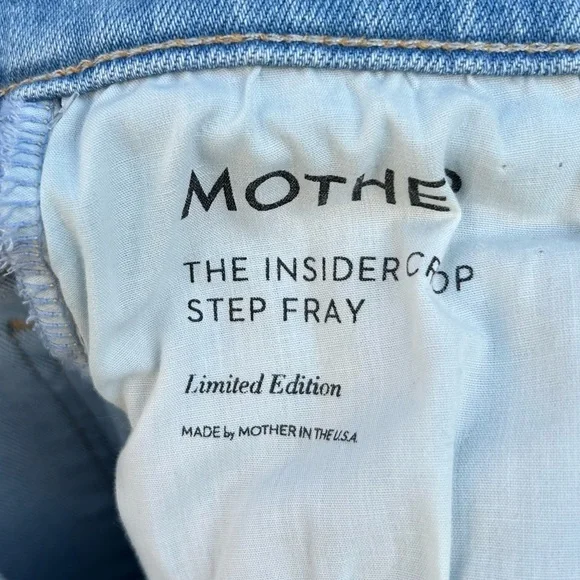 MOTHER
THE INSIDER CROP
STEP FRAY
Limited Edition
MADE by MOTHER IN THE U.S.A.